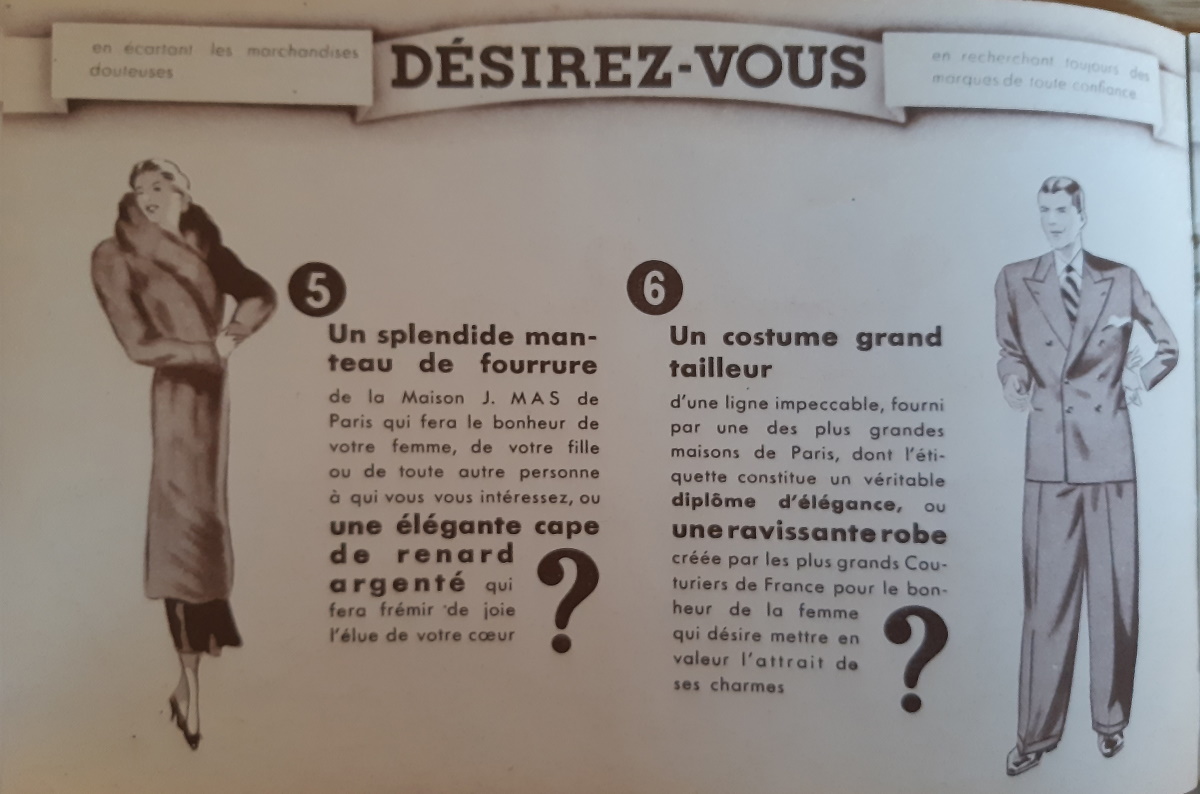 en écartant les marchandises
douteuses
DÉSIREZ-VOUS
en recherchant toujours des
marques de toute confiance
5
Un splendide man-
teau de fourrure
de la Maison J. MAS de
Paris qui fera le bonheur de
votre femme, de votre fille
ou de toute autre personne
à qui vous vous intéressez, ou
une élégante cape
de renard
argenté qui
fera frémir de joie
l'élue de votre cœur
?
6
Un costume grand
tailleur
d'une ligne impeccable, fourni
par une des plus grandes
maisons de Paris, dont l'éti-
quette constitue un véritable
diplôme d'élégance, ou
une ravissante robe
créée par les plus grands Cou-
turiers de France pour le bon-
heur de la femme
qui désire mettre en
valeur l'attrait de
ses charmes
?